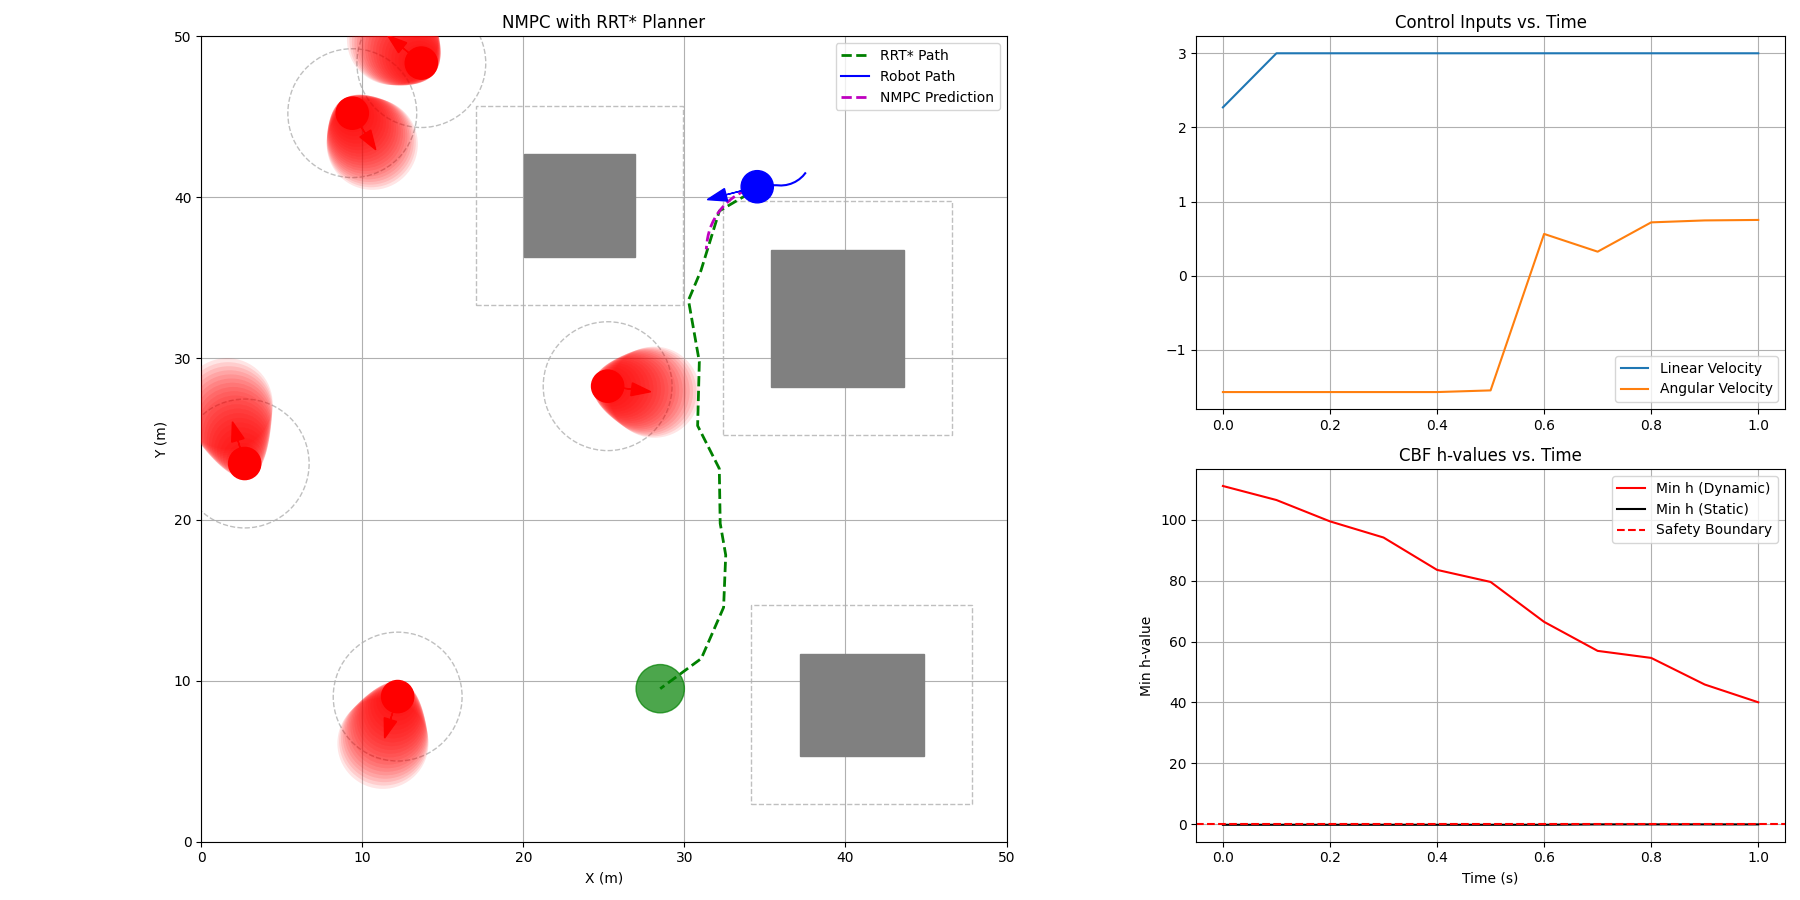 NMPC with RRT* Planner
RRT* Path
Robot Path
NMPC Prediction
50
40
30
20
10
0
Y (m)
0 10 20 30 40 50
X (m)
Control Inputs vs. Time
3
2
1
0
−1
Linear Velocity
Angular Velocity
0.0 0.2 0.4 0.6 0.8 1.0
CBF h-values vs. Time
Min h (Dynamic)
Min h (Static)
Safety Boundary
100
80
60
40
20
0
Min h-value
0.0 0.2 0.4 0.6 0.8 1.0
Time (s)